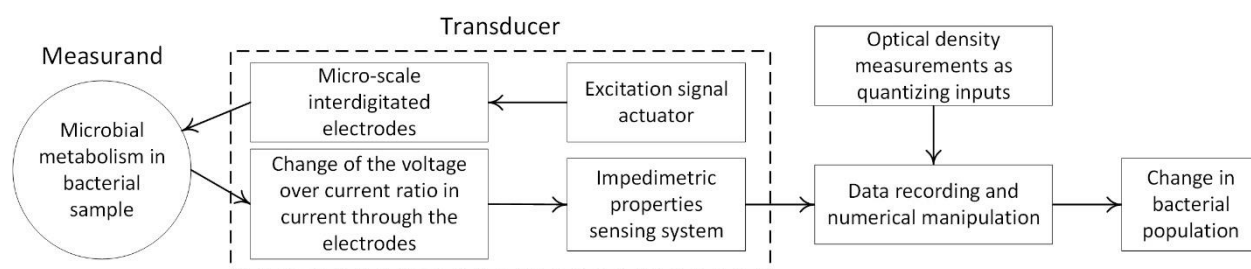 Transducer
Measurand
Microbial
metabolism in
bacterial
sample
Micro-scale
interdigitated
electrodes
Excitation signal
actuator
Change of the voltage
over current ratio in
current through the
electrodes
Impedimetric
properties
sensing system
Optical density
measurements as
quantizing inputs
Data recording and
numerical manipulation
Change in
bacterial
population